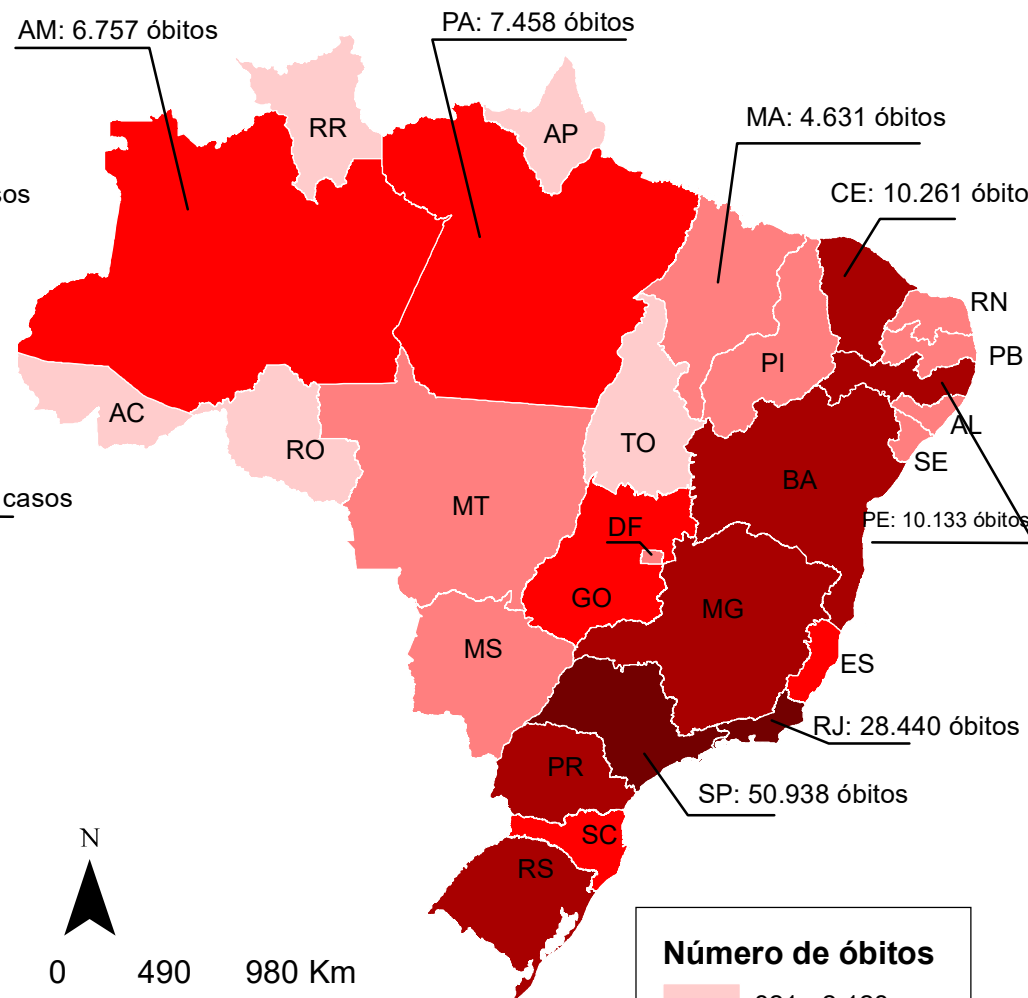 AM: 6.757 óbitos
PA: 7.458 óbitos
RR
AP
MA: 4.631 óbitos
CE: 10.261 óbito
RN
PB
PI
AC
RO
TO
AL
SE
BA
casos
MT
PE: 10.133 óbitos
DF
GO
MG
MS
ES
RJ: 28.440 óbitos
PR
SP: 50.938 óbitos
SC
N
RS
0 490 980 Km
Número de óbitos